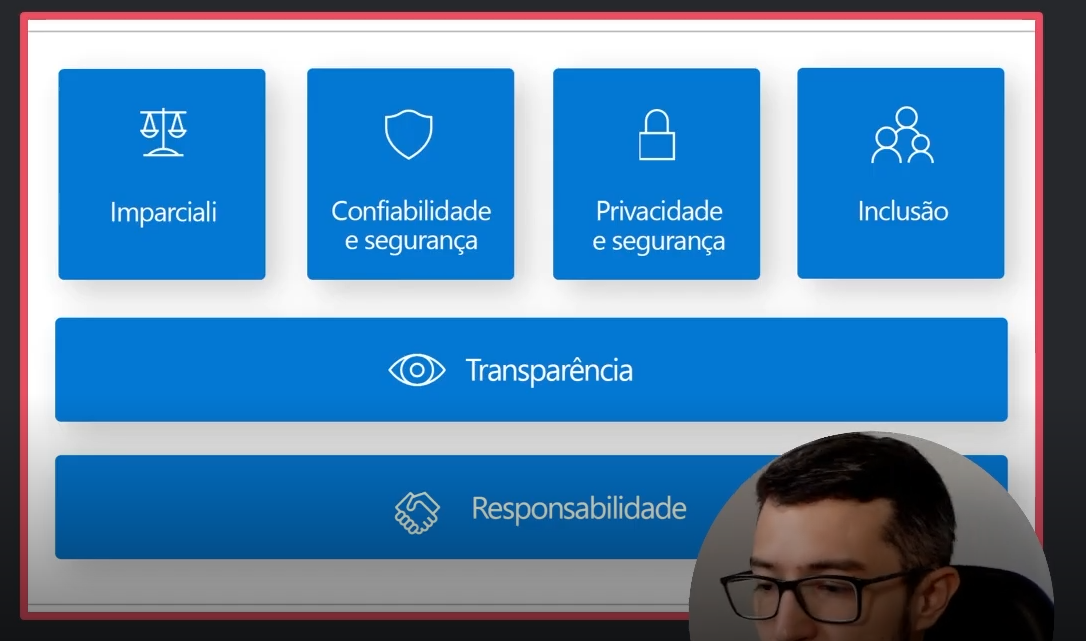 Imparciali
Confiabilidade
e segurança
Privacidade
e segurança
Inclusão
Transparência
Responsabilidade